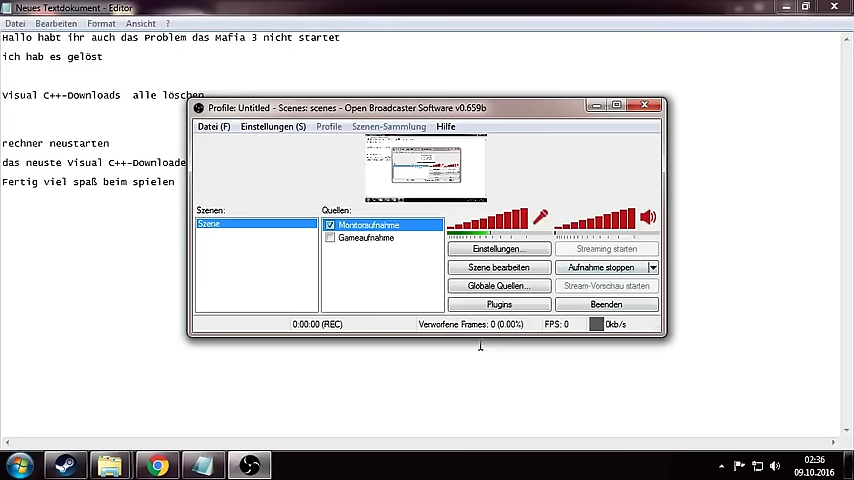 Neues Textdokument - Editor
Datei Bearbeiten Format Ansicht ?
Hallo habt ihr auch das Problem das Mafia 3 nicht startet
ich hab es gelöst
Visual C++-Downloads alle löschen
Profile: Untitled - Scenes: scenes - Open Broadcaster Software v0.659b
Datei (F) Einstellungen (S) Profile Szenen-Sammlung Hilfe
rechner neustarten
das neuste Visual C++-Downloade
Fertig viel spaß beim spielen
Szenen: Quellen:
Szene
Monitoraufnahme
Gameaufnahme
Einstellungen... Streaming starten
Szene bearbeiten Aufnahme stoppen
Globale Quellen... Stream-Vorschau starten
Plugins Beenden
0:00:00 (REC) Verworfene Frames: 0 (0.00%) FPS: 0 0kb/s
02:36
09.10.2016